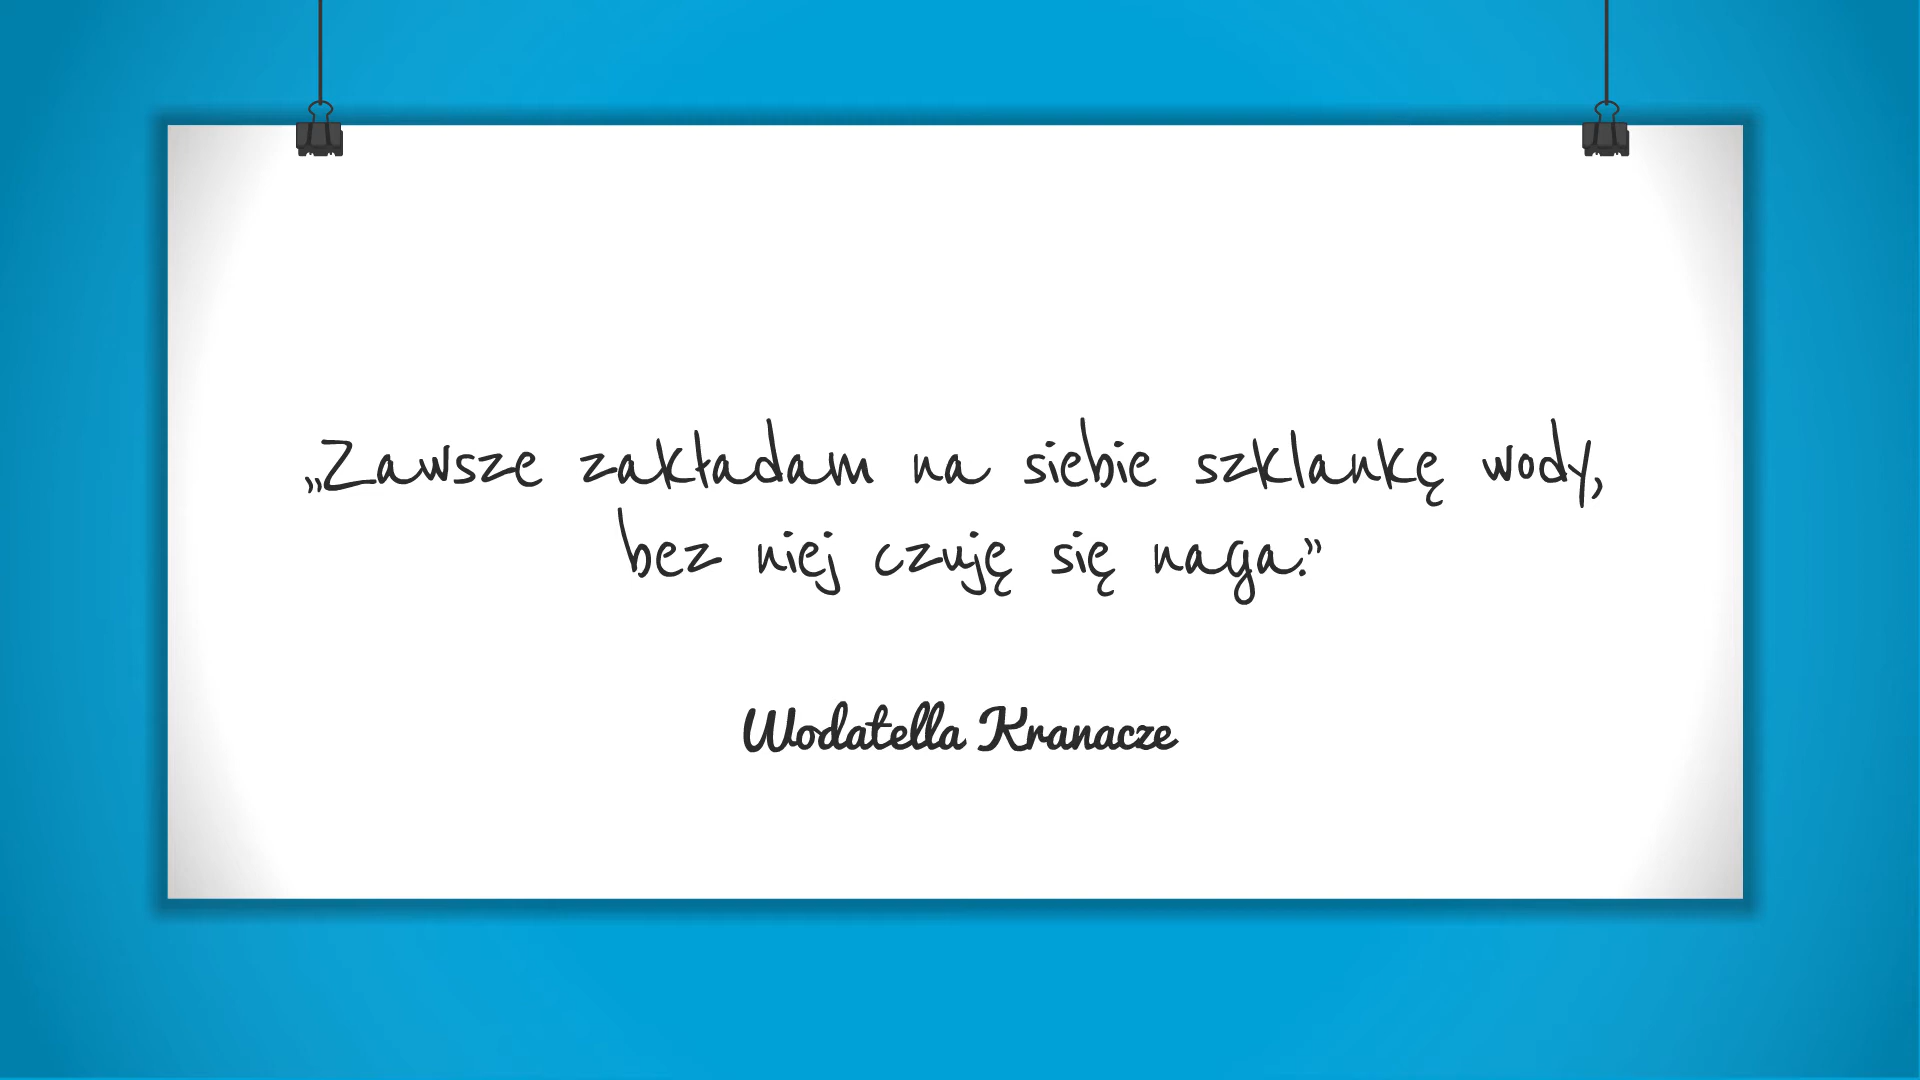 „Zawsze zakładam na siebie szklankę wody,
bez niej czuję się naga.”
Wodatella Kranacze